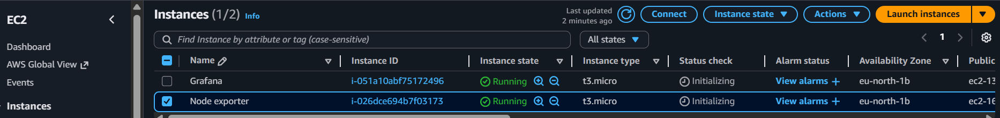 EC2
Dashboard
AWS Global View
Events
Instances
Instances (1/2) Info
Last updated
2 minutes ago
Connect
Instance state
Actions
Launch instances
Find Instance by attribute or tag (case-sensitive)
All states
1
Name Instance ID Instance state Instance type Status check Alarm status Availability Zone Public
Grafana i-051a10abf75172496 Running t3.micro Initializing View alarms + eu-north-1b ec2-13
Node exporter i-026dce694b7f03173 Running t3.micro Initializing View alarms + eu-north-1b ec2-16